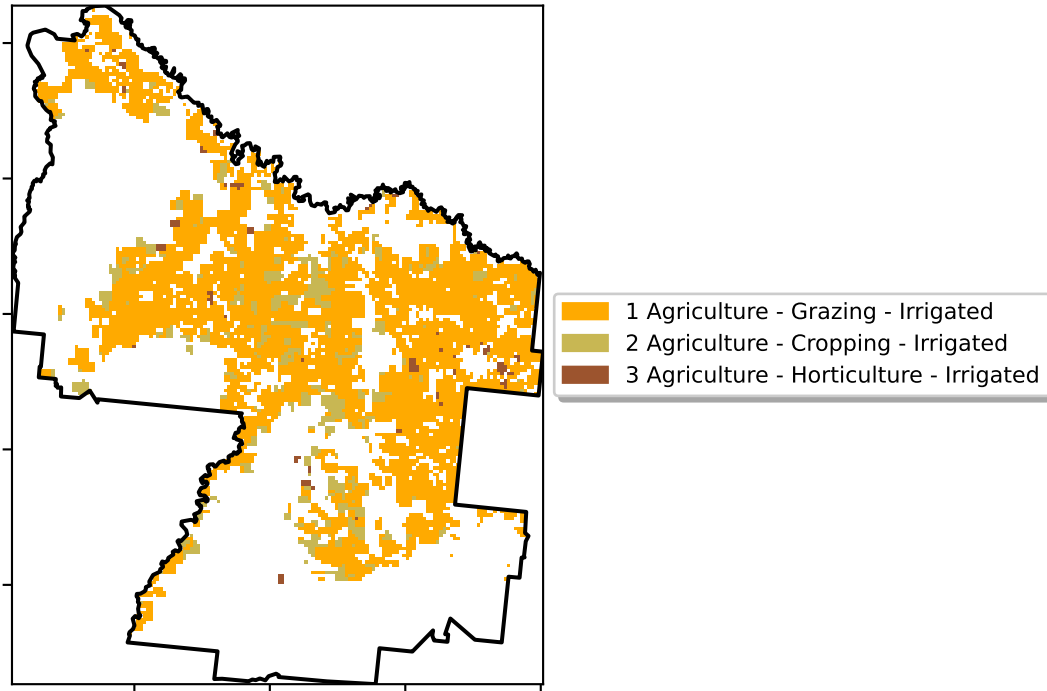 1 Agriculture - Grazing - Irrigated
2 Agriculture - Cropping - Irrigated
3 Agriculture - Horticulture - Irrigated